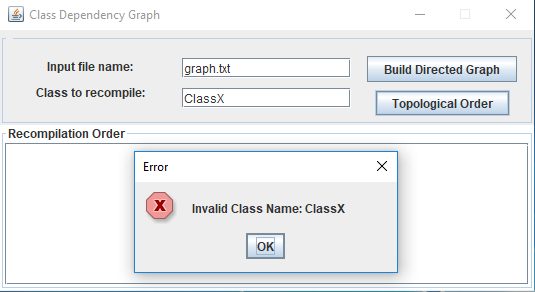 Class Dependency Graph
Input file name:
graph.txt
Build Directed Graph
Class to recompile:
ClassX
Topological Order
Recompilation Order
Error
X
Invalid Class Name: ClassX
OK